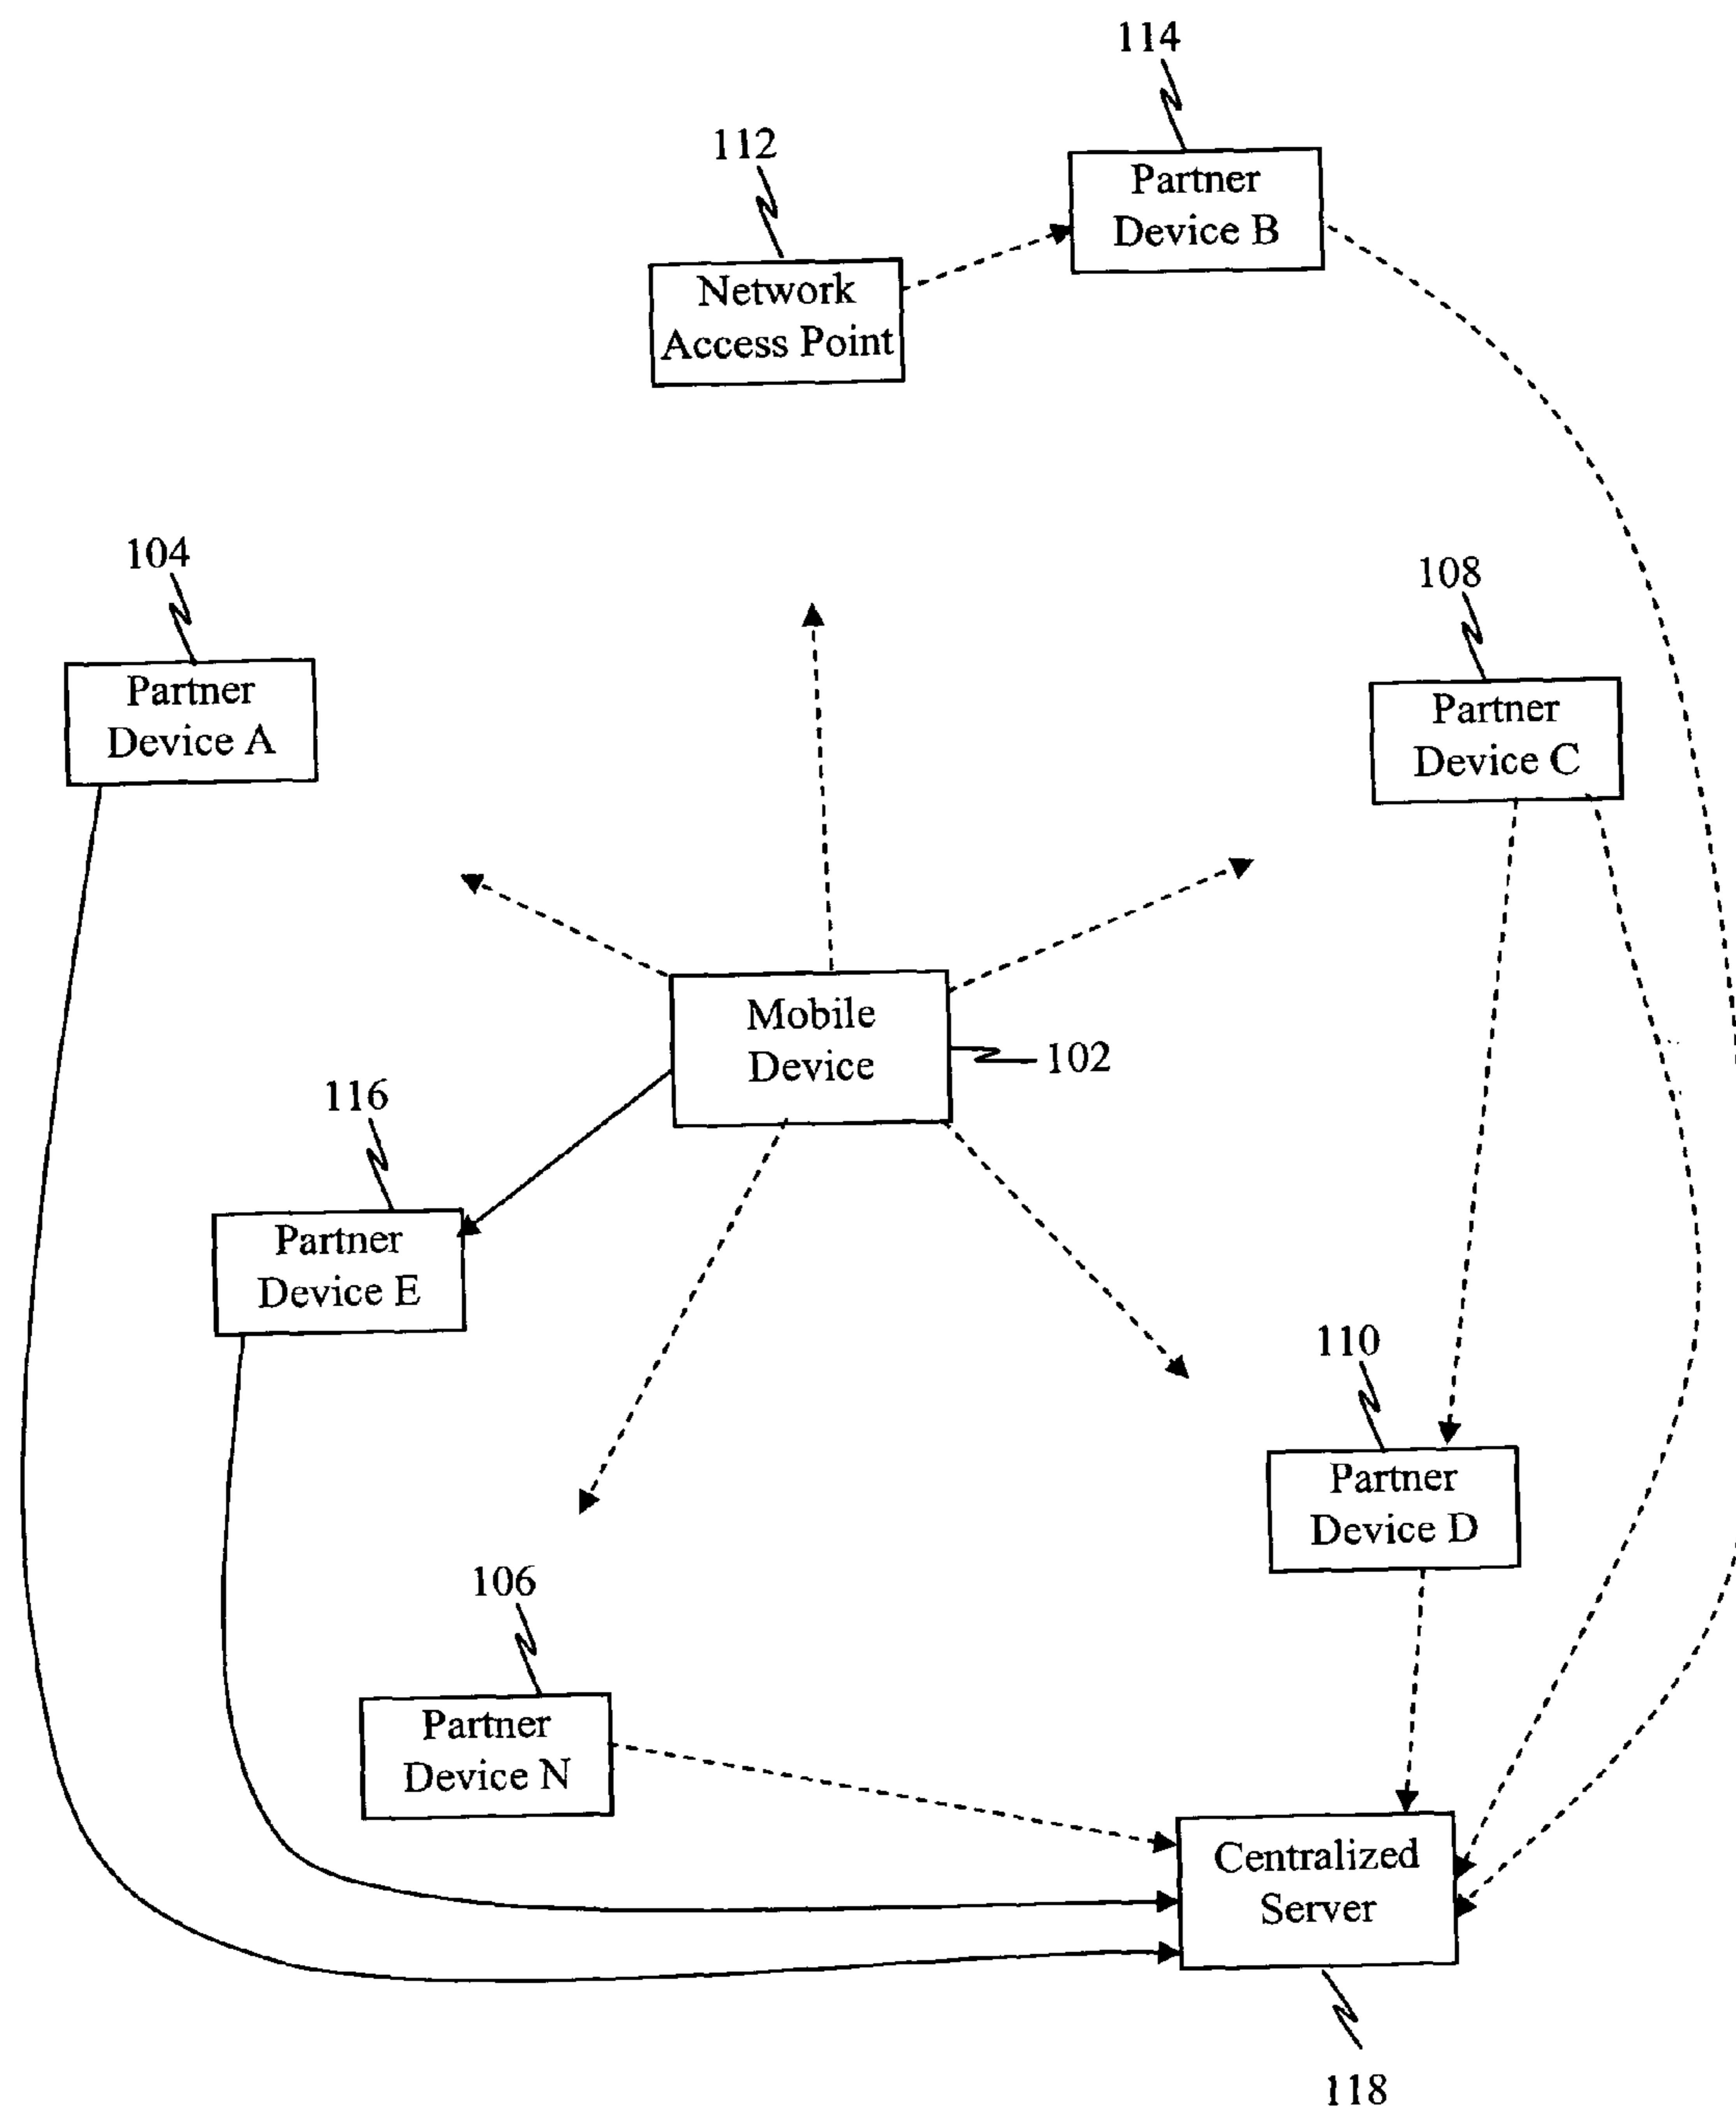 114
112
Partner
Device B
Network
Access Point
104
108
Partner
Device A
Partner
Device C
Mobile
Device
102
116
Partner
Device E
110
Partner
Device D
106
Partner
Device N
Centralized
Server
118